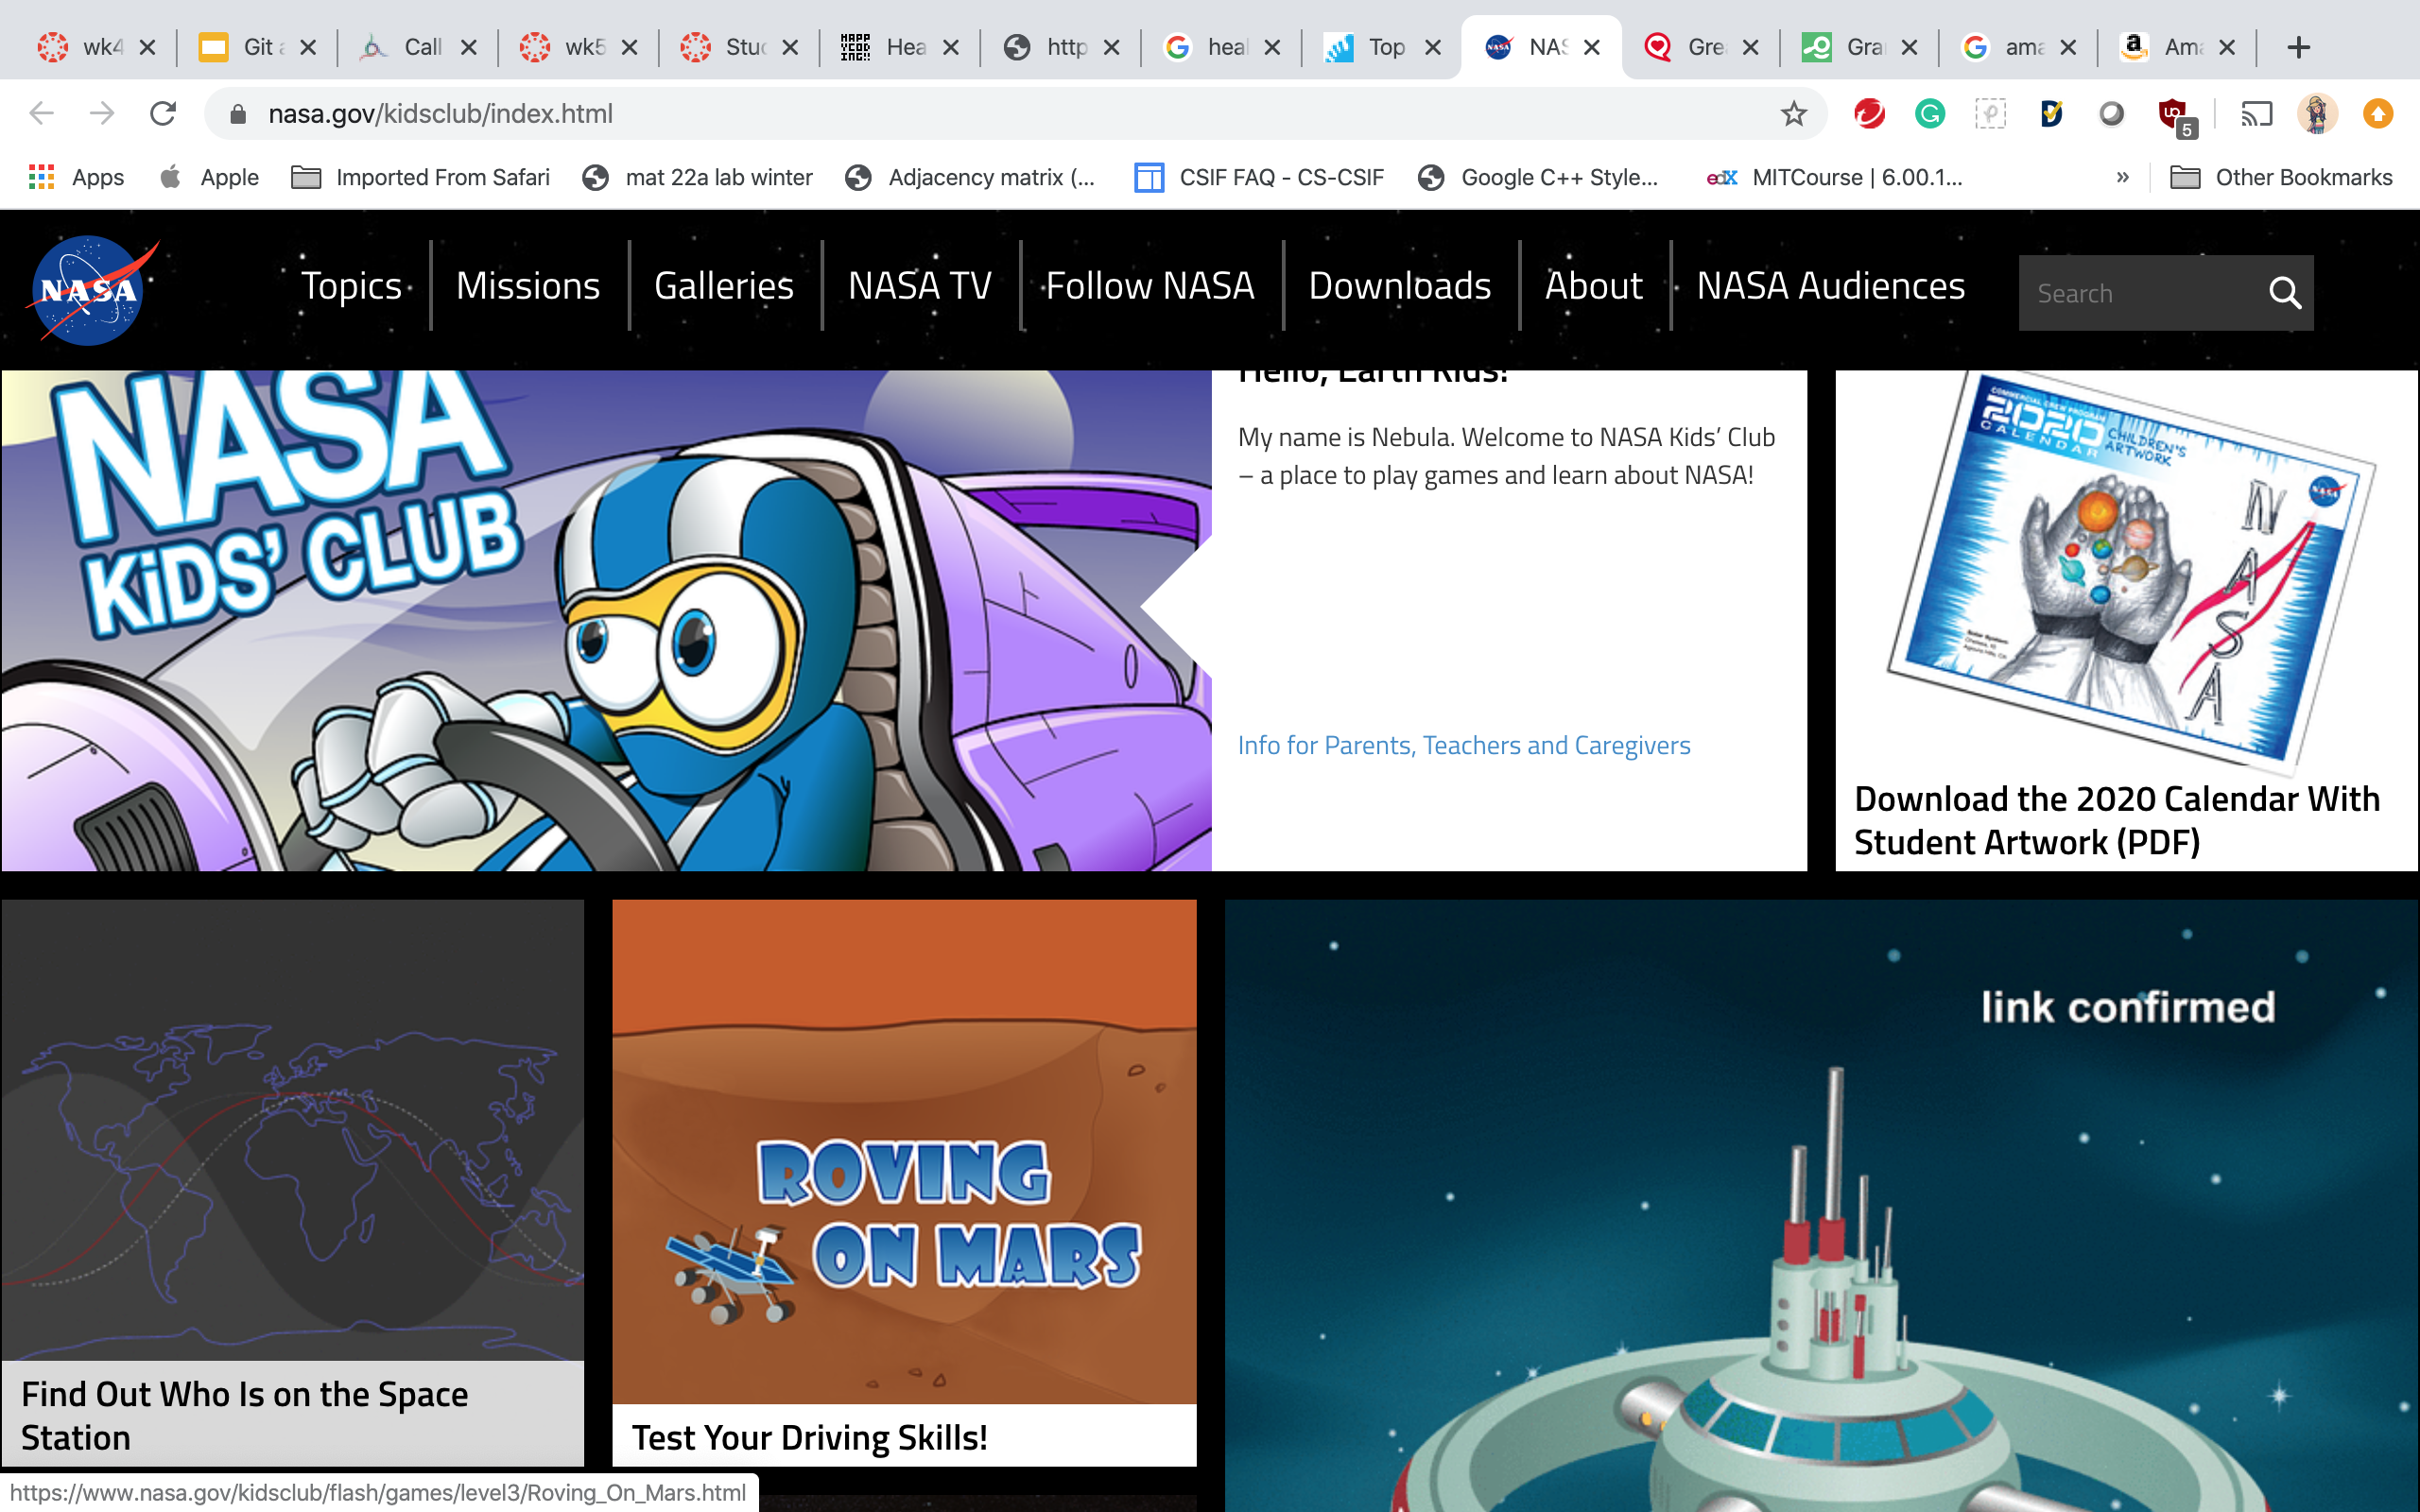 wk4
Git a
Call
wk5
Stud
Hea
http
heal
Top
NAS
Gre
Gra
ama
Ama
nasa.gov/kidsclub/index.html
5
Apps
Apple
Imported From Safari
mat 22a lab winter
Adjacency matrix (...
CSIF FAQ - CS-CSIF
Google C++ Style...
MITCourse | 6.00.1...
»
Other Bookmarks
NASA
Topics
Missions
Galleries
NASA TV
Follow NASA
Downloads
About
NASA Audiences
Search
NASA
KiDS' CLUB
Hello, Earth Kids!
My name is Nebula. Welcome to NASA Kids' Club
– a place to play games and learn about NASA!
Info for Parents, Teachers and Caregivers
COMMERCIAL CREW PROGRAM
2020
CALENDAR
CHILDREN'S
ARTWORK
NASA
N
A
S
A
Download the 2020 Calendar With
Student Artwork (PDF)
Find Out Who Is on the Space
Station
ROVING
ON MARS
Test Your Driving Skills!
link confirmed
https://www.nasa.gov/kidsclub/flash/games/level3/Roving_On_Mars.html